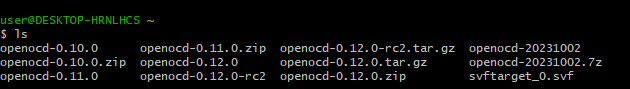 user@DESKTOP-HRNLHCS ~
$ ls
openocd-0.10.0 openocd-0.11.0.zip openocd-0.12.0-rc2.tar.gz openocd-20231002
openocd-0.10.0.zip openocd-0.12.0 openocd-0.12.0.tar.gz openocd-20231002.7z
openocd-0.11.0 openocd-0.12.0-rc2 openocd-0.12.0.zip svftarget_0.svf